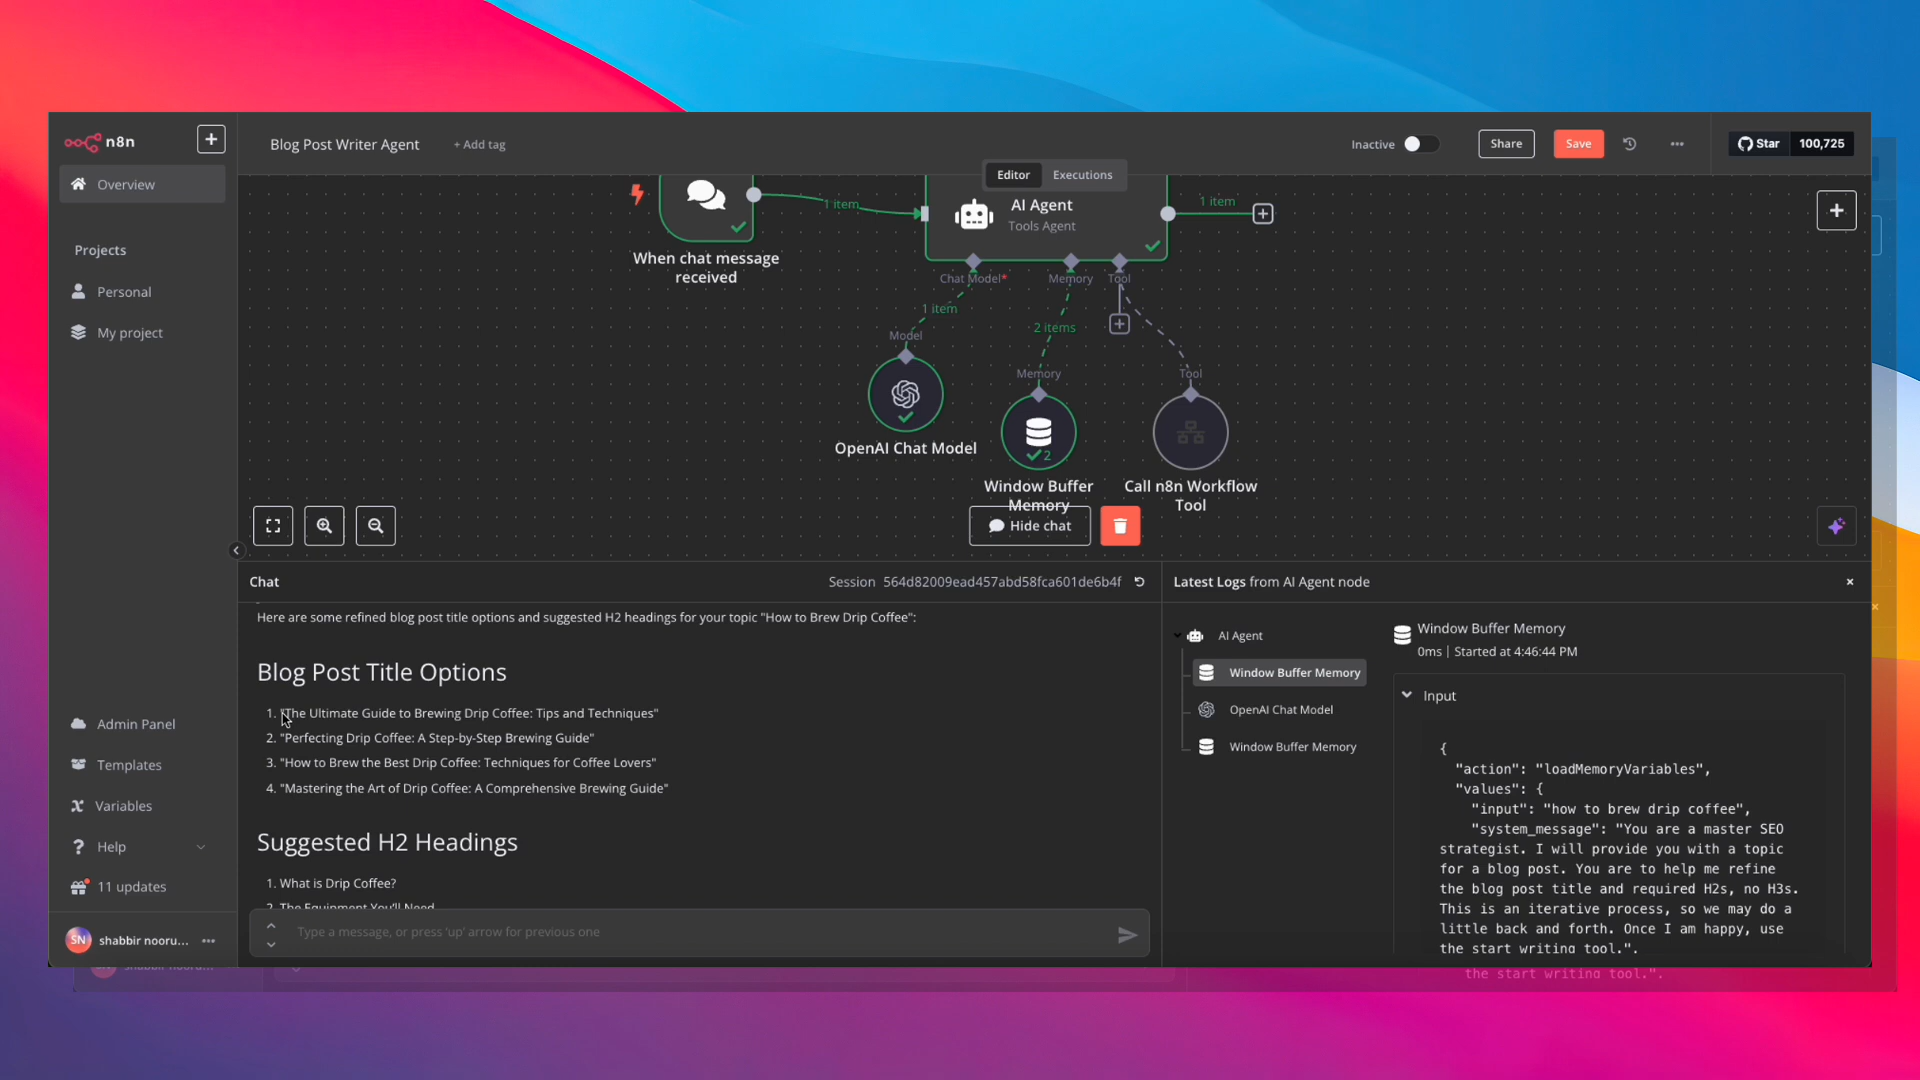 n8n
+
Blog Post Writer Agent
+ Add tag
Inactive
Share
Save
Star
100,725
Overview
Projects
Personal
My project
Admin Panel
Templates
Variables
Help
11 updates
SN
shabbir nooru...
Editor
Executions
1 item
AI Agent
Tools Agent
1 item
When chat message
received
Chat Model*
Memory
Tool
1 item
2 items
Model
Memory
Tool
OpenAI Chat Model
2
Window Buffer
Memory
Call n8n Workflow
Tool
Hide chat
Chat
Session 564d82009ead457abd58fca601de6b4f
Here are some refined blog post title options and suggested H2 headings for your topic "How to Brew Drip Coffee":
Blog Post Title Options
1. "The Ultimate Guide to Brewing Drip Coffee: Tips and Techniques"
2. "Perfecting Drip Coffee: A Step-by-Step Brewing Guide"
3. "How to Brew the Best Drip Coffee: Techniques for Coffee Lovers"
4. "Mastering the Art of Drip Coffee: A Comprehensive Brewing Guide"
Suggested H2 Headings
1. What is Drip Coffee?
2. The Equipment You'll Need
Type a message, or press 'up' arrow for previous one
Latest Logs from AI Agent node
AI Agent
Window Buffer Memory
OpenAI Chat Model
Window Buffer Memory
Window Buffer Memory
0ms | Started at 4:46:44 PM
Input
{
"action": "loadMemoryVariables",
"values": {
"input": "how to brew drip coffee",
"system_message": "You are a master SEO
strategist. I will provide you with a topic
for a blog post. You are to help me refine
the blog post title and required H2s, no H3s.
This is an iterative process, so we may do a
little back and forth. Once I am happy, use
the start writing tool.".
the start writing tool.".